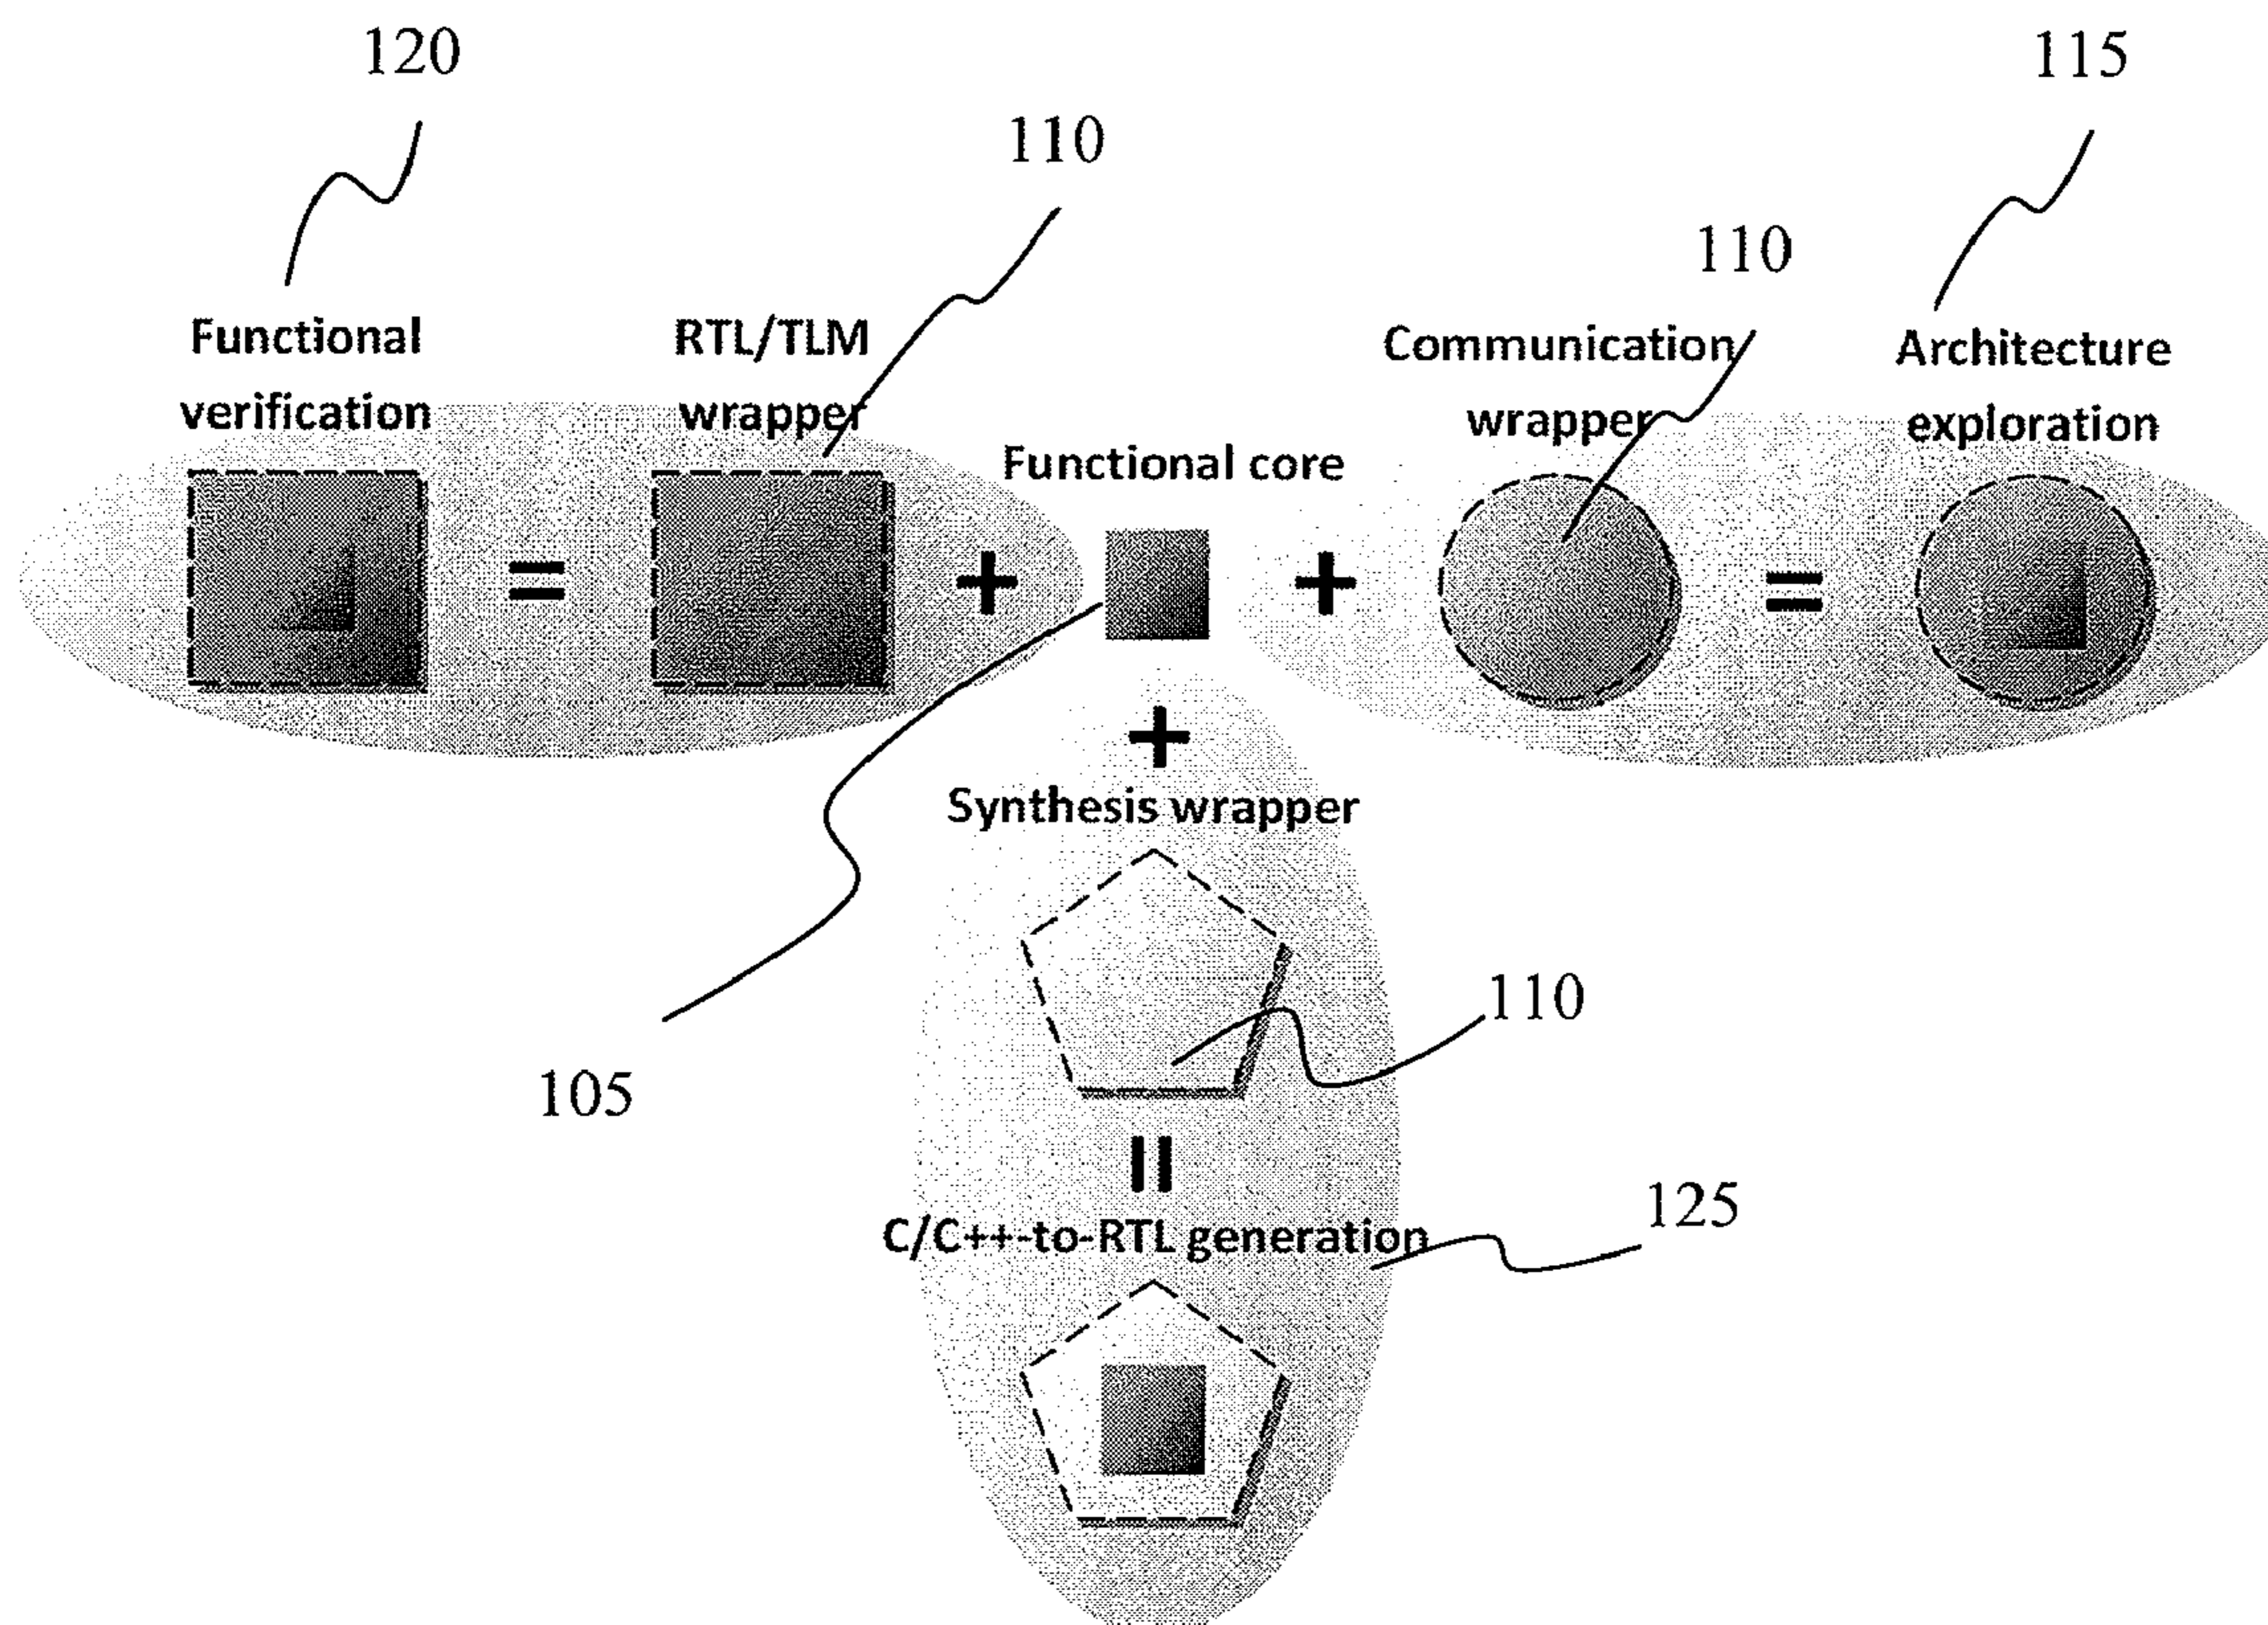 120
115
110
110
Functional
verification
RTL/TLM
wrapper
Functional core
Communication
wrapper
Architecture
exploration
=
+
+
=
+
Synthesis wrapper
110
105
=
C/C++-to-RTL generation
125